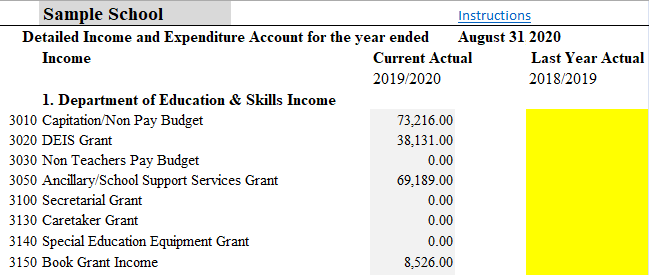 Sample School Instructions
Detailed Income and Expenditure Account for the year ended August 31 2020
Income Current Actual Last Year Actual
2019/2020 2018/2019
1. Department of Education & Skills Income
3010 Capitation/Non Pay Budget 73,216.00
3020 DEIS Grant 38,131.00
3030 Non Teachers Pay Budget 0.00
3050 Ancillary/School Support Services Grant 69,189.00
3100 Secretarial Grant 0.00
3130 Caretaker Grant 0.00
3140 Special Education Equipment Grant 0.00
3150 Book Grant Income 8,526.00